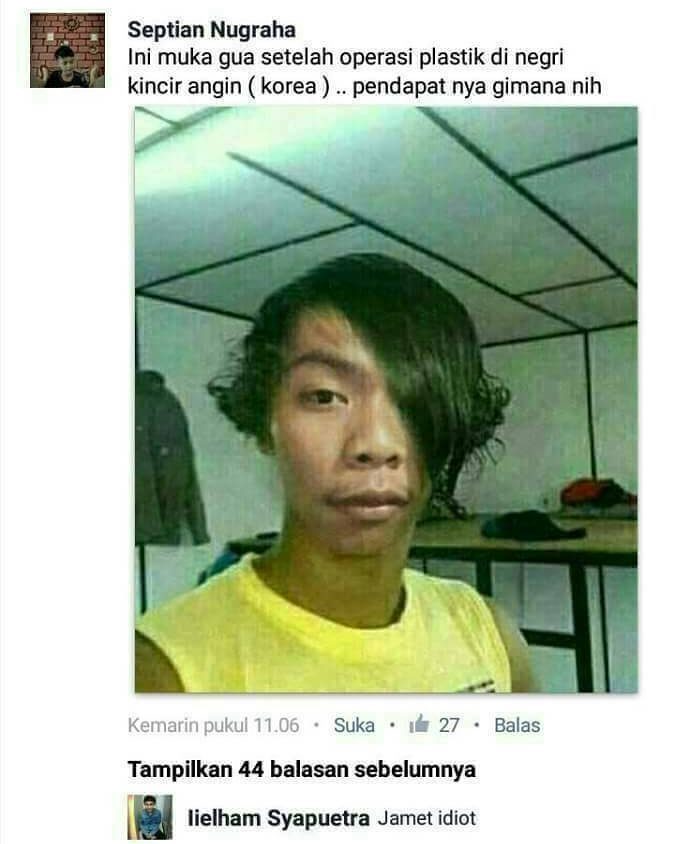 Septian Nugraha
Ini muka gua setelah operasi plastik di negri
kincir angin ( korea ) .. pendapat nya gimana nih
Kemarin pukul 11.06 • Suka • 27 • Balas
Tampilkan 44 balasan sebelumnya
Iielham Syapuetra Jamet idiot